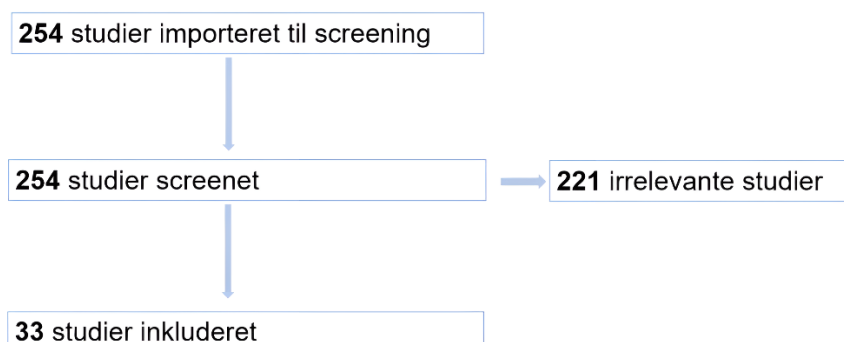 254 studier importeret til screening
254 studier screenet
221 irrelevante studier
33 studier inkluderet